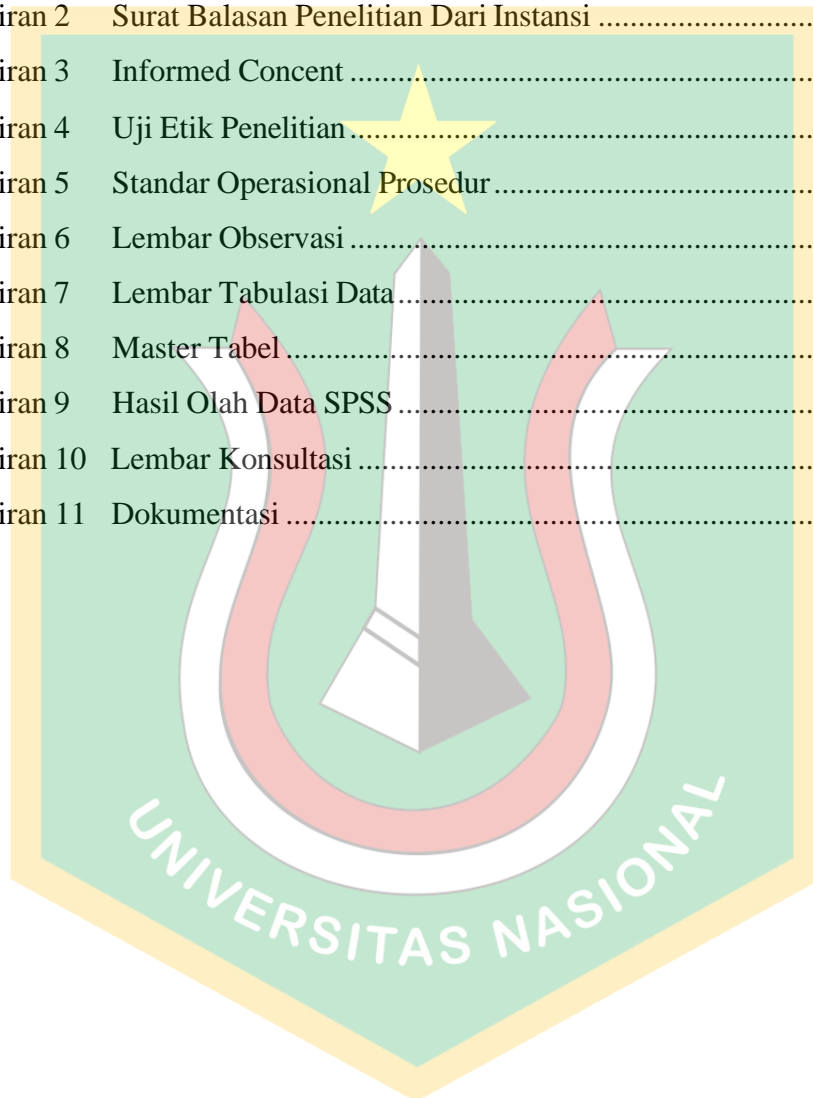 iran 2 Surat Balasan Penelitian Dari Instansi ............................
iran 3 Informed Concent ............................................................
iran 4 Uji Etik Penelitian ............................................................
iran 5 Standar Operasional Prosedur .........................................
iran 6 Lembar Observasi ............................................................
iran 7 Lembar Tabulasi Data .....................................................
iran 8 Master Tabel ....................................................................
iran 9 Hasil Olah Data SPSS .....................................................
iran 10 Lembar Konsultasi ..........................................................
iran 11 Dokumentasi ....................................................................
UNIVERSITAS NASIONAL